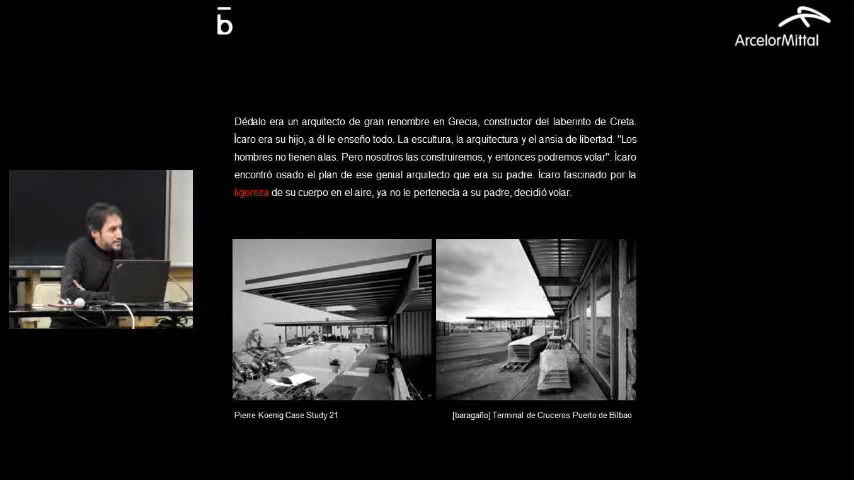 b
ArcelorMittal
Dédalo era un arquitecto de gran renombre en Grecia, constructor del laberinto de Creta.
Ícaro era su hijo, a él le enseño todo. La escultura, la arquitectura y el ansia de libertad. "Los
hombres no tienen alas. Pero nosotros las construiremos, y entonces podremos volar". Ícaro
encontró osado el plan de ese genial arquitecto que era su padre. Ícaro fascinado por la
ligereza de su cuerpo en el aire, ya no le pertenecía a su padre, decidió volar.
Pierre Koenig Case Study 21
[baragaño] Terminal de Cruceros Puerto de Bilbao